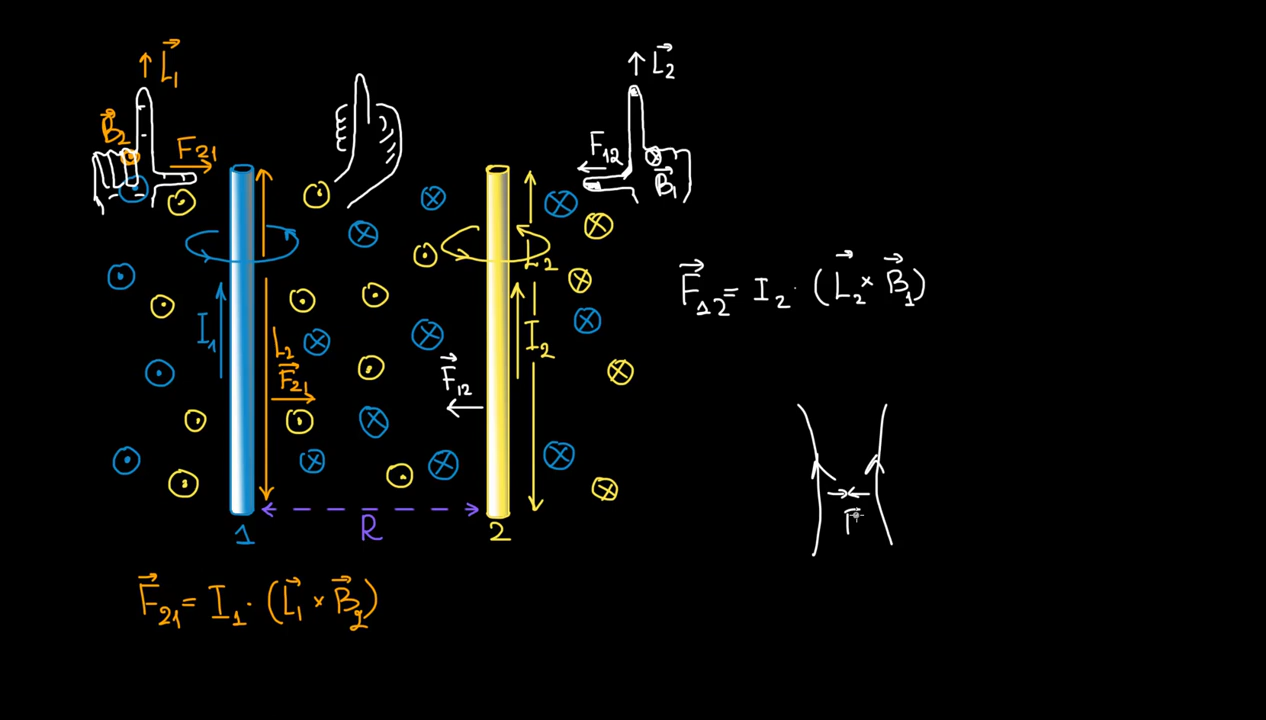 L⃗₁
L⃗₂
B⃗₂
F₂₁
F₁₂
B⃗₁
L₂
F⃗₁₂ = I₂ · (L⃗₂ × B⃗₁)
I₁
L₂
I₂
F⃗₂₁
F⃗₁₂
R
1
2
F⃗₂₁ = I₁ · (L⃗₁ × B⃗₂)